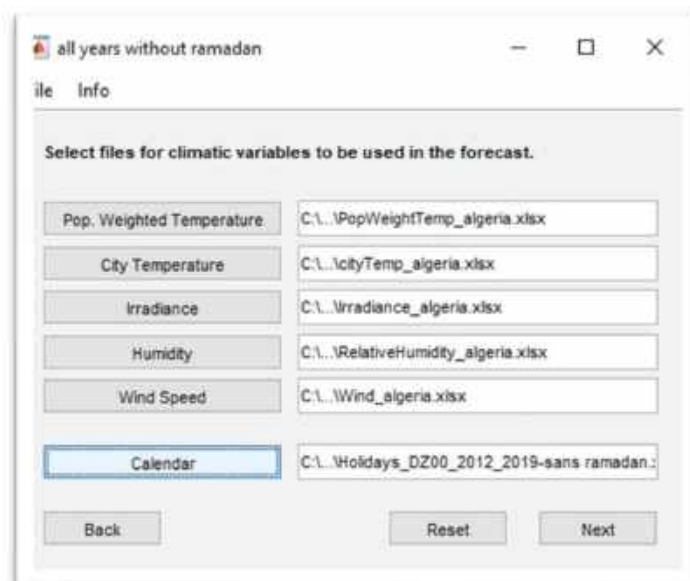 all years without ramadan
ile Info
Select files for climatic variables to be used in the forecast.
Pop. Weighted Temperature C:\...\PopWeightTemp_algeria.xlsx
City Temperature C:\...\cityTemp_algeria.xlsx
Irradiance C:\...\Irradiance_algeria.xlsx
Humidity C:\...\RelativeHumidity_algeria.xlsx
Wind Speed C:\...\Wind_algeria.xlsx
Calendar C:\...\Holidays_DZ00_2012_2019-sans ramadan.:
Back Reset Next